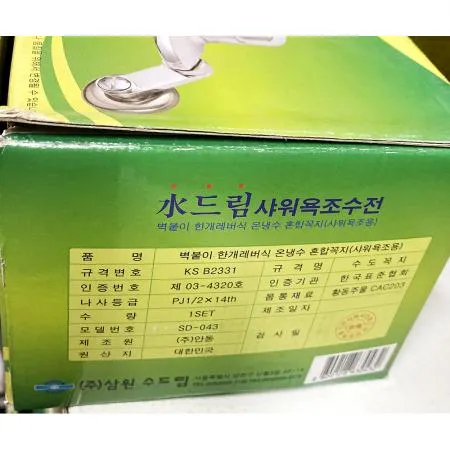 水드림 샤워욕조수전
벽붙이 한개레버식 온냉수 혼합꼭지(샤워욕조용)
품 명 벽붙이 한개레버식 온냉수 혼합꼭지(샤워욕조용)
규격번호 KS B2331 규격명 수도꼭지
인증번호 제 03-4320호 인증기관 한국표준협회
나사등급 PJ1/2×14th 몸통재료 황동주물 CAC203
수 량 1SET 제조일자
모델번호 SD-043 검사필
제조원 (주)안동
원산지 대한민국
(주)삼원 수드림